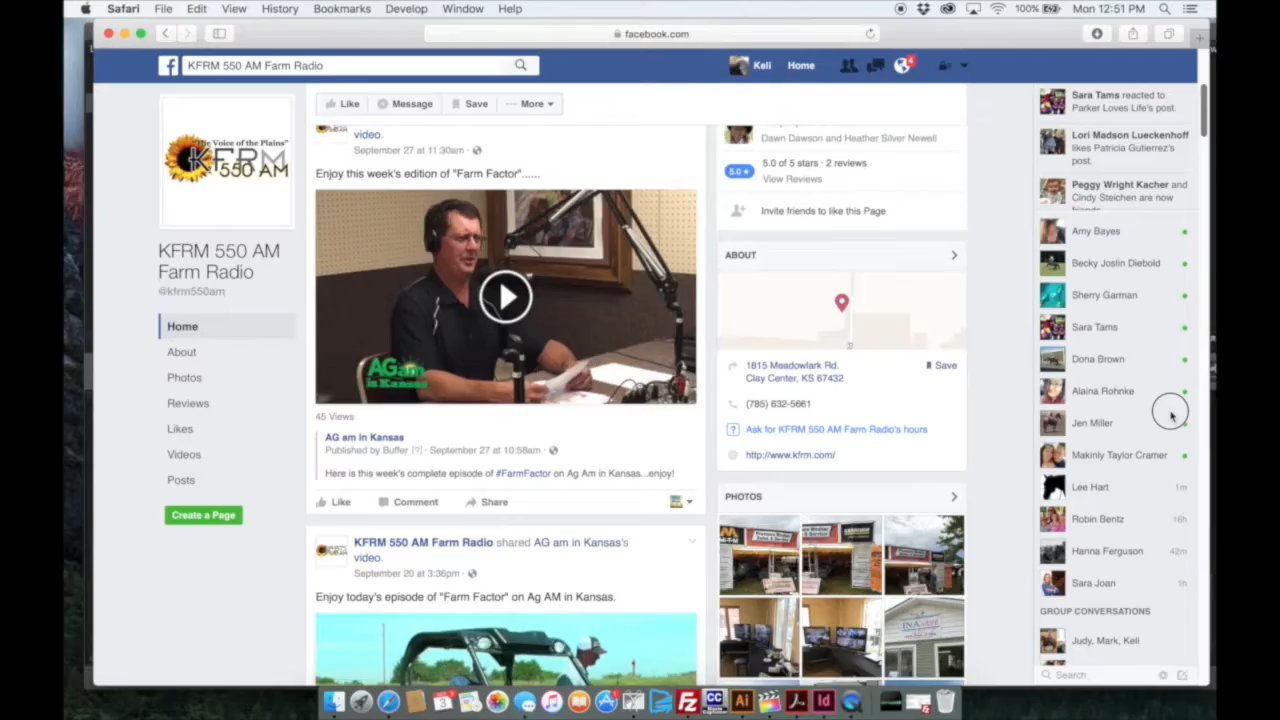 Safari File Edit View History Bookmarks Develop Window Help
100% Mon 12:51 PM
facebook.com
KFRM 550 AM Farm Radio
Keli Home
4
"The Voice of the Plains"
KFRM
550 AM
KFRM 550 AM
Farm Radio
@kfrm550am
Home
About
Photos
Reviews
Likes
Videos
Posts
Create a Page
Like Message Save ··· More
video.
September 27 at 11:30am ·
Enjoy this week's edition of "Farm Factor"......
AGam
in Kansas
45 Views
AG am in Kansas
Published by Buffer [?] · September 27 at 10:58am ·
Here is this week's complete episode of #FarmFactor on Ag Am in Kansas...enjoy!
Like Comment Share
KFRM 550 AM Farm Radio shared AG am in Kansas's
video.
September 20 at 3:36pm ·
Enjoy today's episode of "Farm Factor" on Ag AM in Kansas.
Dawn Dawson and Heather Silver Newell
5.0 ★
5.0 of 5 stars · 2 reviews
View Reviews
Invite friends to like this Page
ABOUT
1815 Meadowlark Rd.
Clay Center, KS 67432
Save
(785) 632-5661
? Ask for KFRM 550 AM Farm Radio's hours
http://www.kfrm.com/
PHOTOS
Sara Tams reacted to
Parker Loves Life's post.
Lori Madson Lueckenhoff
likes Patricia Gutierrez's
post.
Peggy Wright Kacher and
Cindy Steichen are now
friends
Amy Bayes
Becky Joslin Diebold
Sherry Garman
Sara Tams
Dona Brown
Alaina Rohnke
Jen Miller
Makinly Taylor Cramer
Lee Hart 1m
Robin Bentz 16h
Hanna Ferguson 42m
Sara Joan 1h
GROUP CONVERSATIONS
Judy, Mark, Keli
Search
3
CC
Ai
Id
Fz